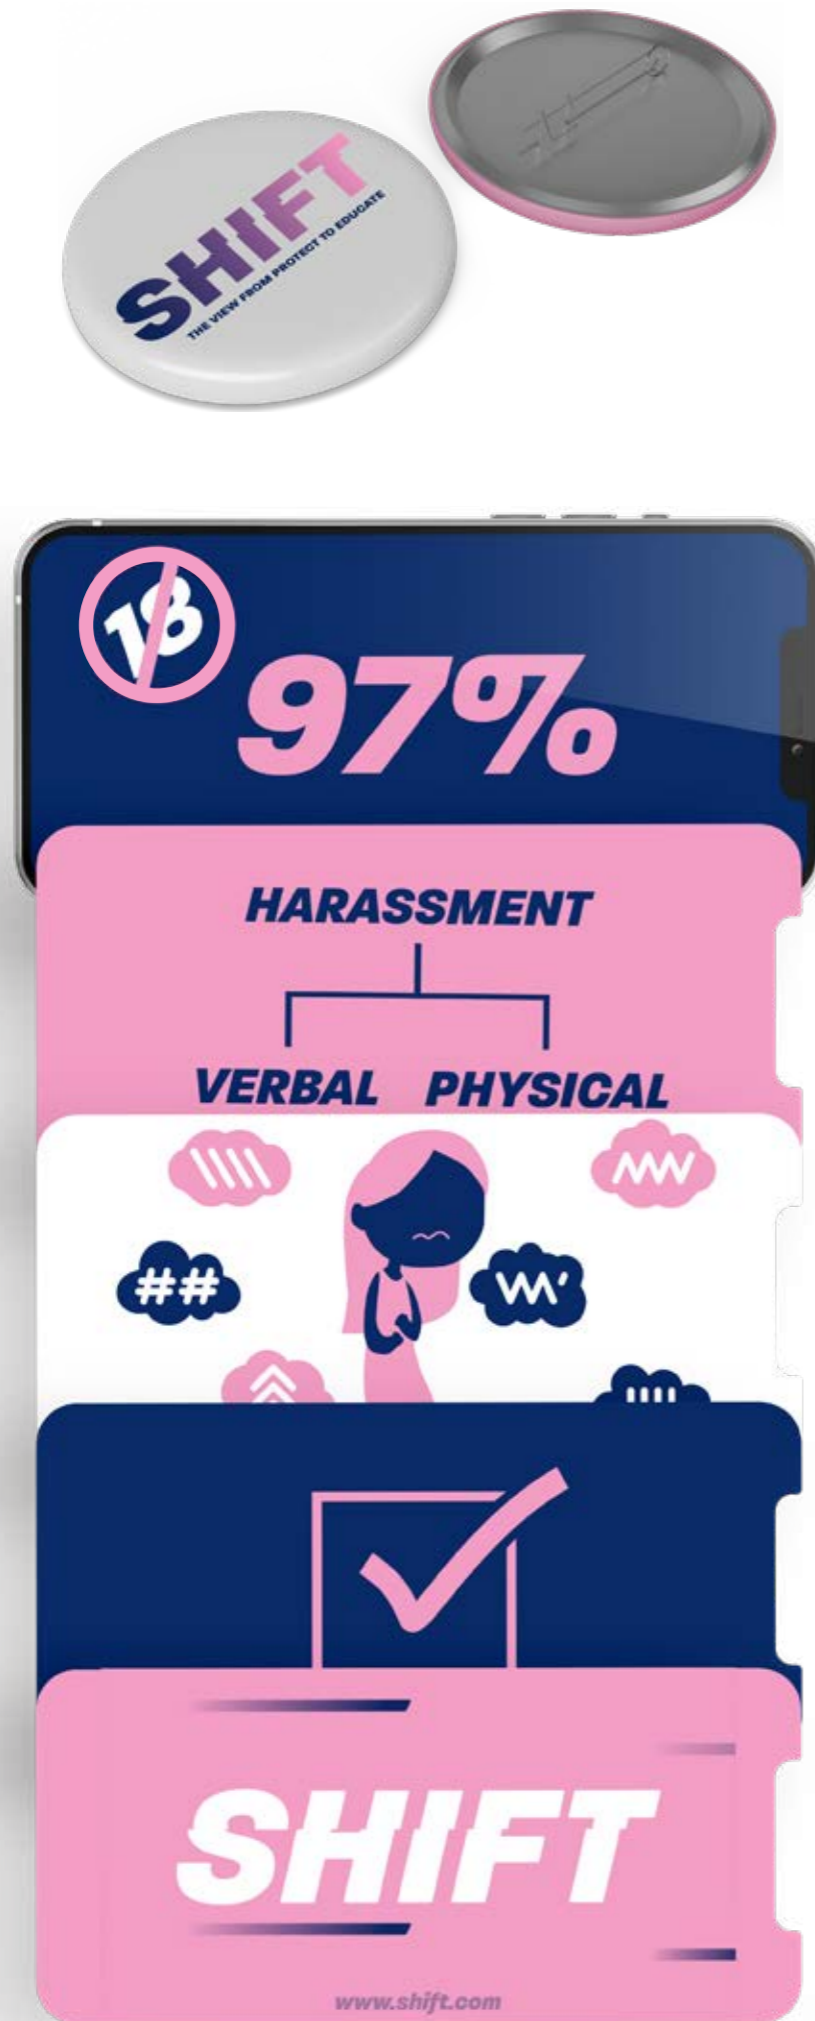 SHIFT
THE VIEW FROM PROTECT TO EDUCATE
18
97%
HARASSMENT
VERBAL PHYSICAL
##
SHIFT
www.shift.com